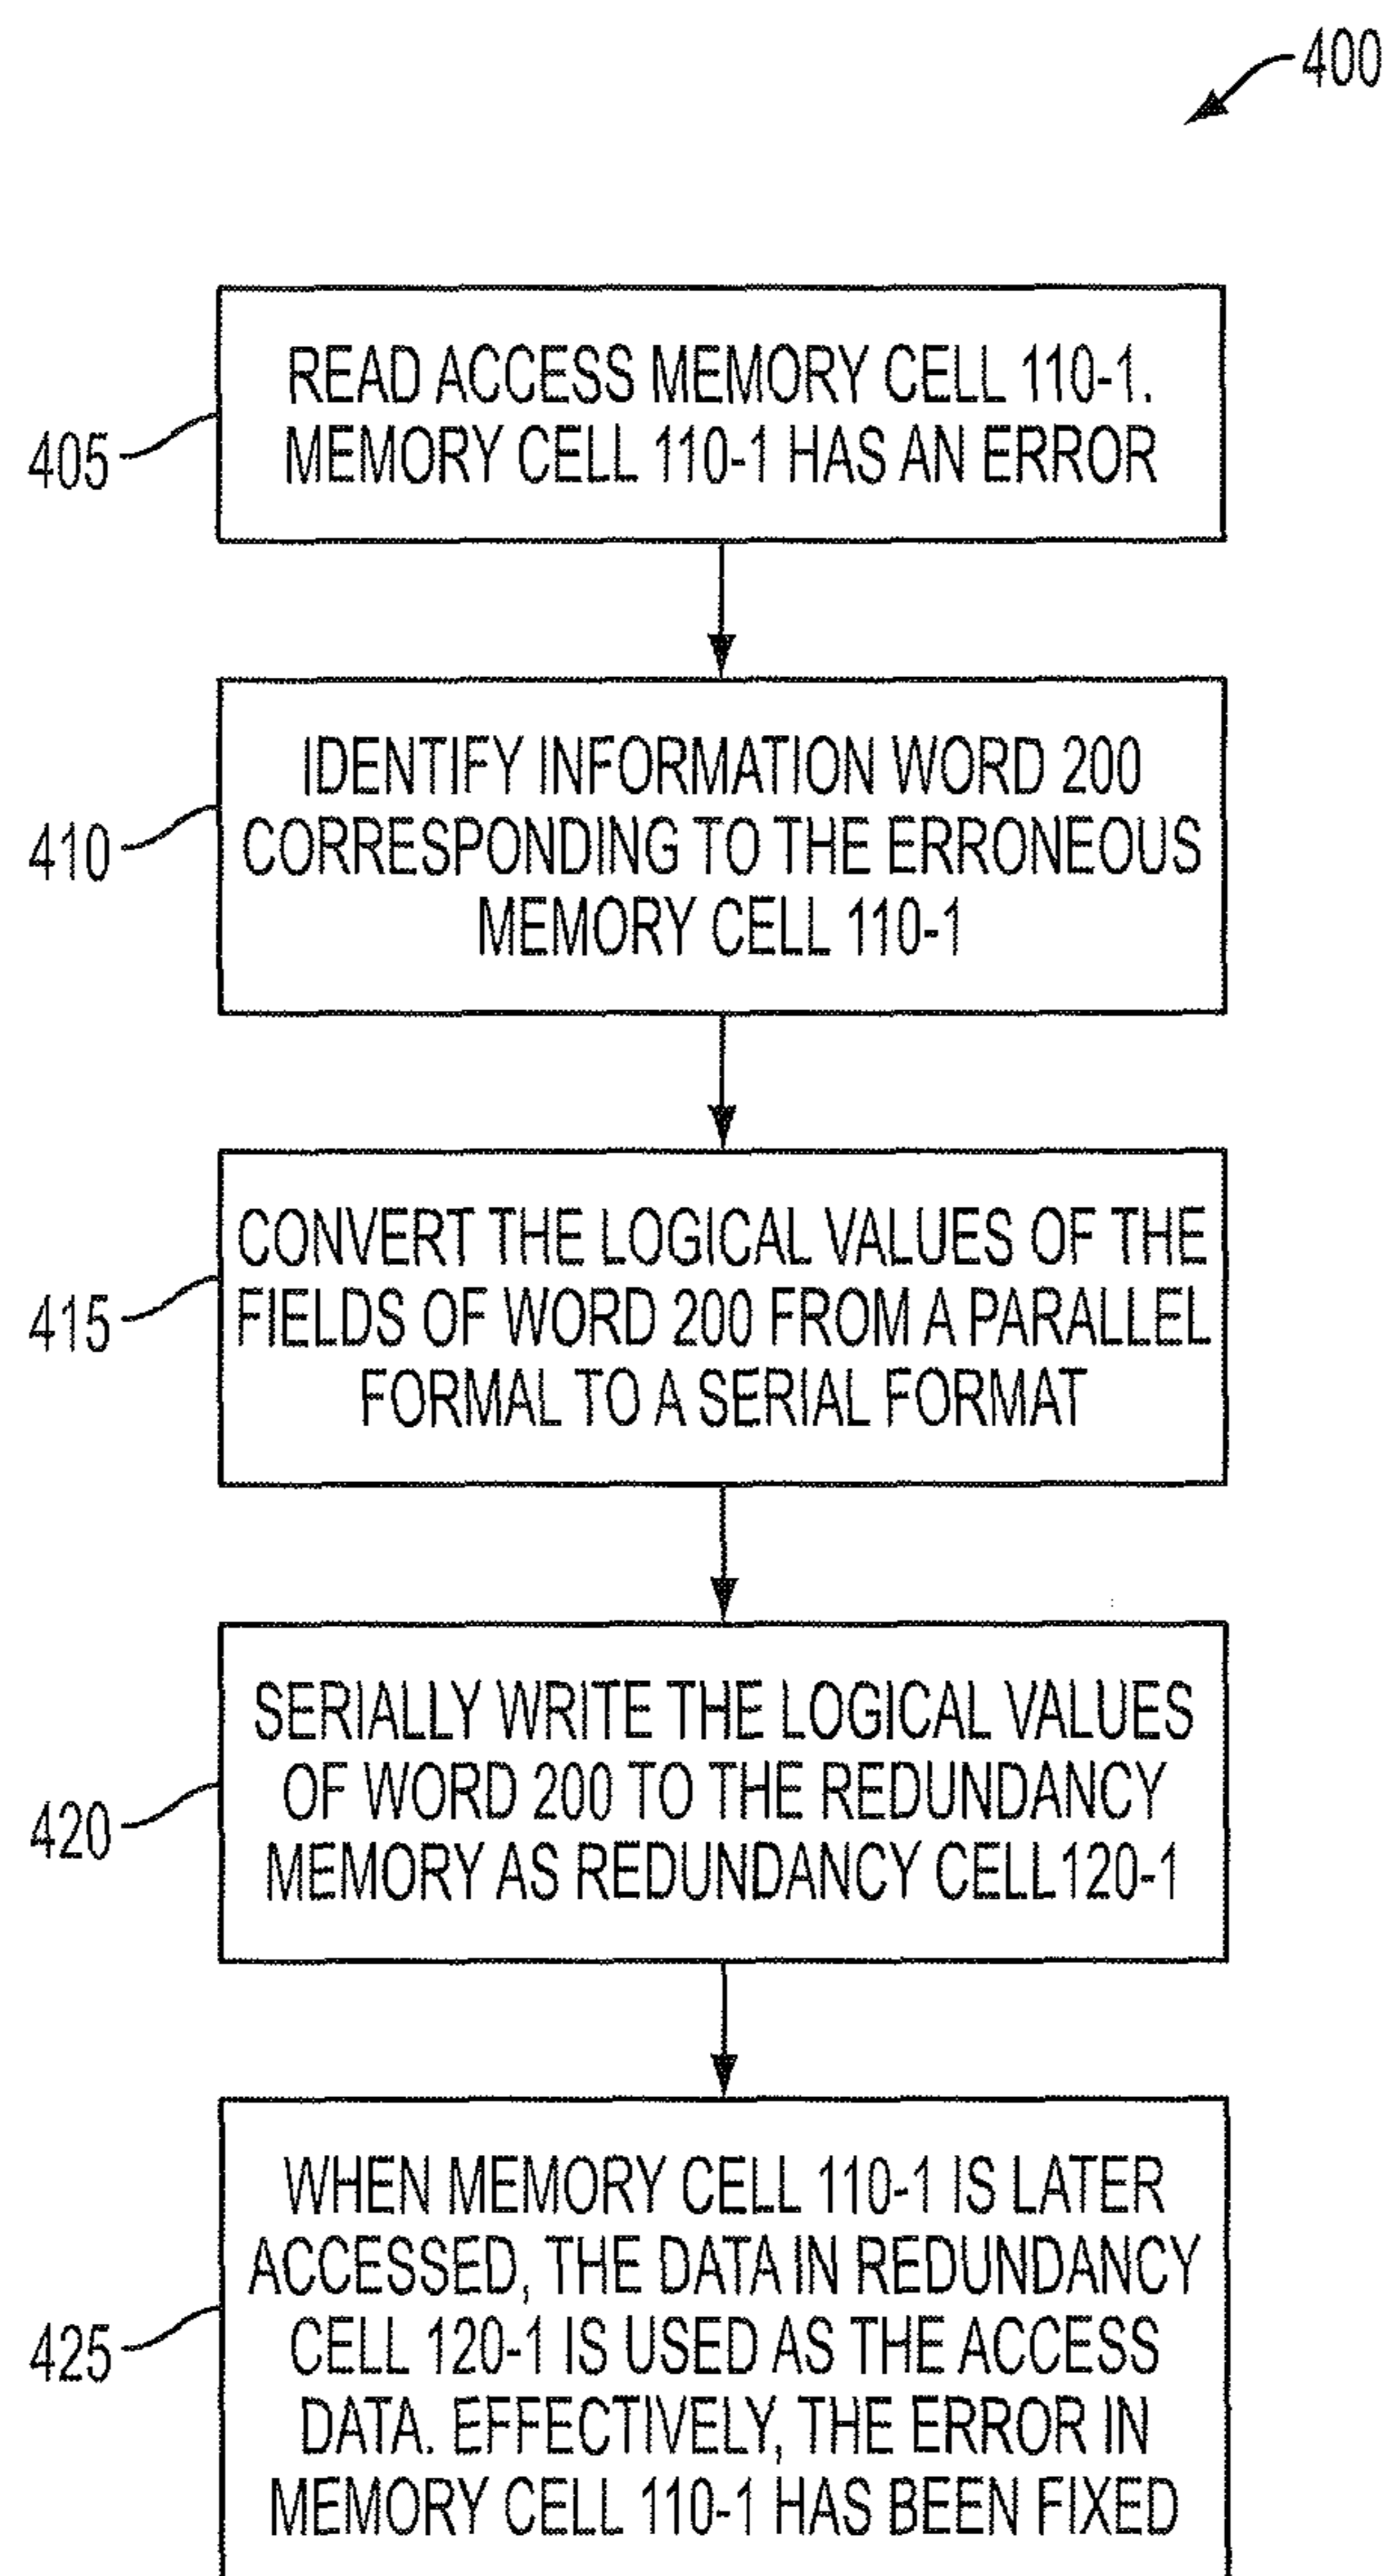 400
READ ACCESS MEMORY CELL 110-1.
MEMORY CELL 110-1 HAS AN ERROR
405
IDENTIFY INFORMATION WORD 200
CORRESPONDING TO THE ERRONEOUS
MEMORY CELL 110-1
410
CONVERT THE LOGICAL VALUES OF THE
FIELDS OF WORD 200 FROM A PARALLEL
FORMAL TO A SERIAL FORMAT
415
SERIALLY WRITE THE LOGICAL VALUES
OF WORD 200 TO THE REDUNDANCY
MEMORY AS REDUNDANCY CELL120-1
420
WHEN MEMORY CELL 110-1 IS LATER
ACCESSED, THE DATA IN REDUNDANCY
CELL 120-1 IS USED AS THE ACCESS
DATA. EFFECTIVELY, THE ERROR IN
MEMORY CELL 110-1 HAS BEEN FIXED
425